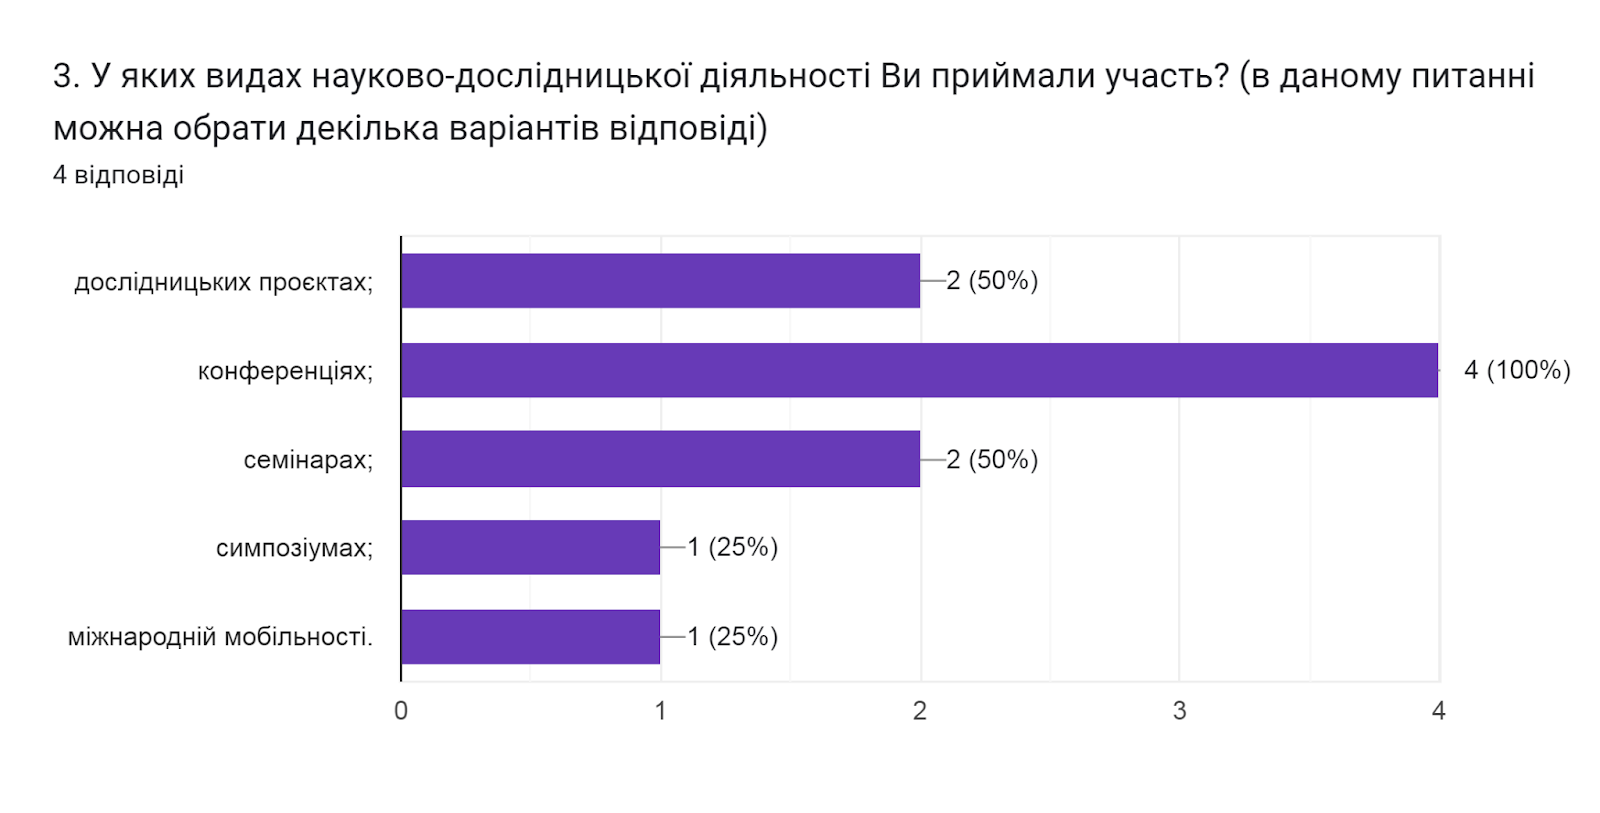 3. У яких видах науково-дослідницької діяльності Ви приймали участь? (в даному питанні
можна обрати декілька варіантів відповіді)
4 відповіді
дослідницьких проєктах;
2 (50%)
конференціях;
4 (100%)
семінарах;
2 (50%)
симпозіумах;
1 (25%)
міжнародній мобільності.
1 (25%)
0 1 2 3 4